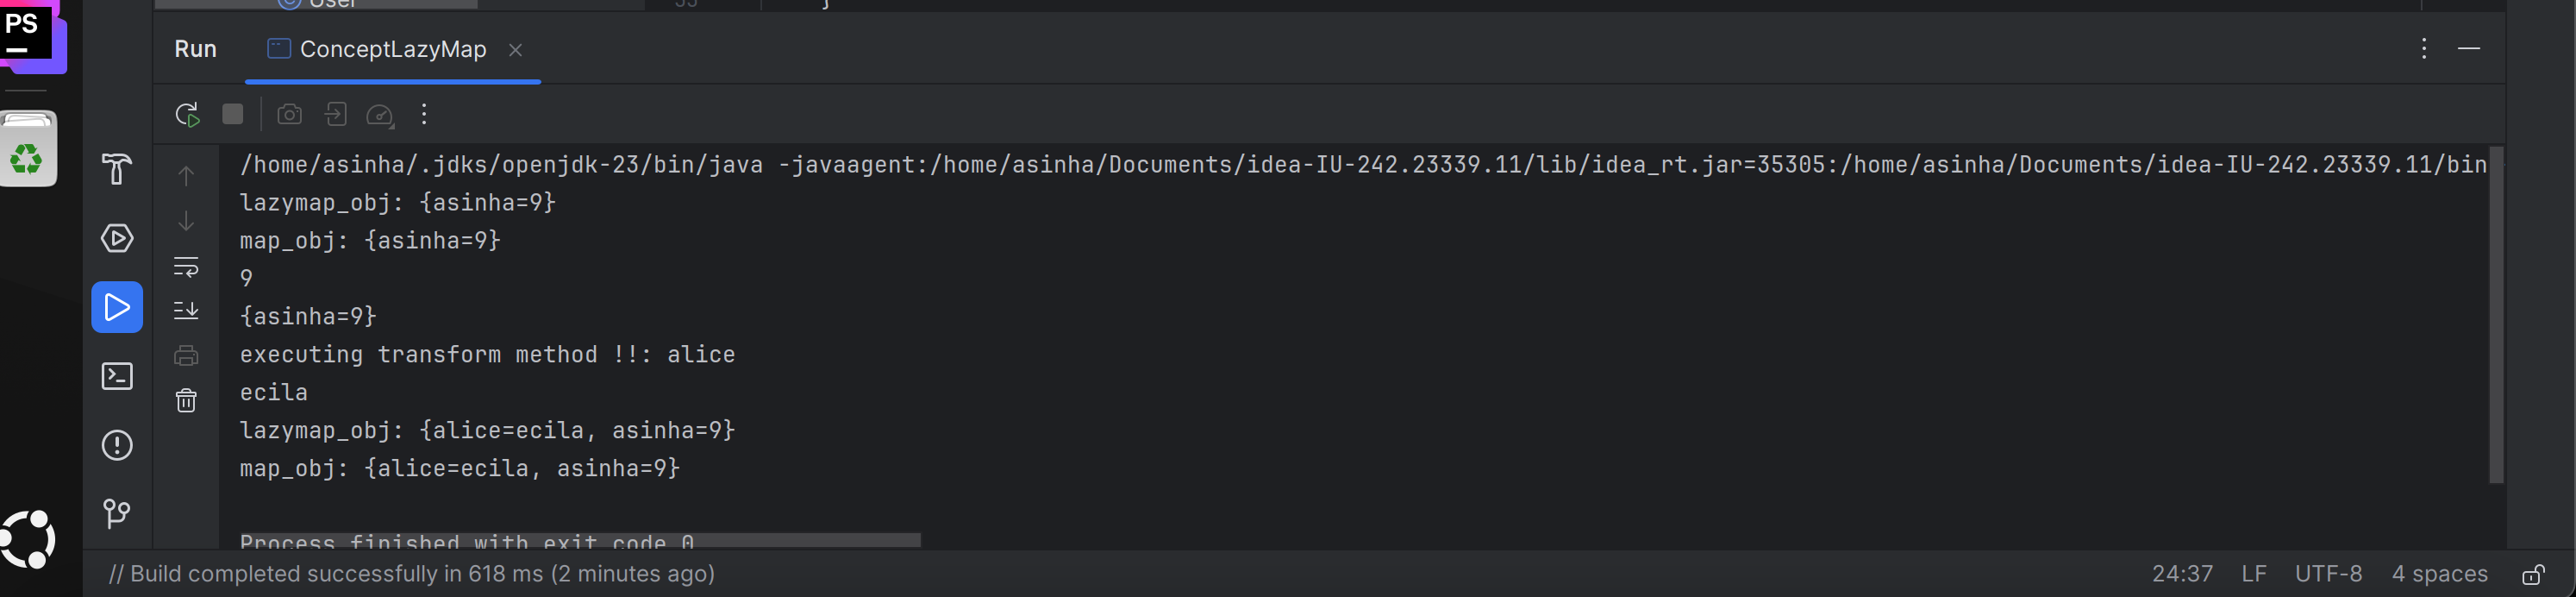 PS
User
33 }
Run ConceptLazyMap
/home/asinha/.jdks/openjdk-23/bin/java -javaagent:/home/asinha/Documents/idea-IU-242.23339.11/lib/idea_rt.jar=35305:/home/asinha/Documents/idea-IU-242.23339.11/bin
lazymap_obj: {asinha=9}
map_obj: {asinha=9}
9
{asinha=9}
executing transform method !!: alice
ecila
lazymap_obj: {alice=ecila, asinha=9}
map_obj: {alice=ecila, asinha=9}
Process finished with exit code 0
// Build completed successfully in 618 ms (2 minutes ago) 24:37 LF UTF-8 4 spaces